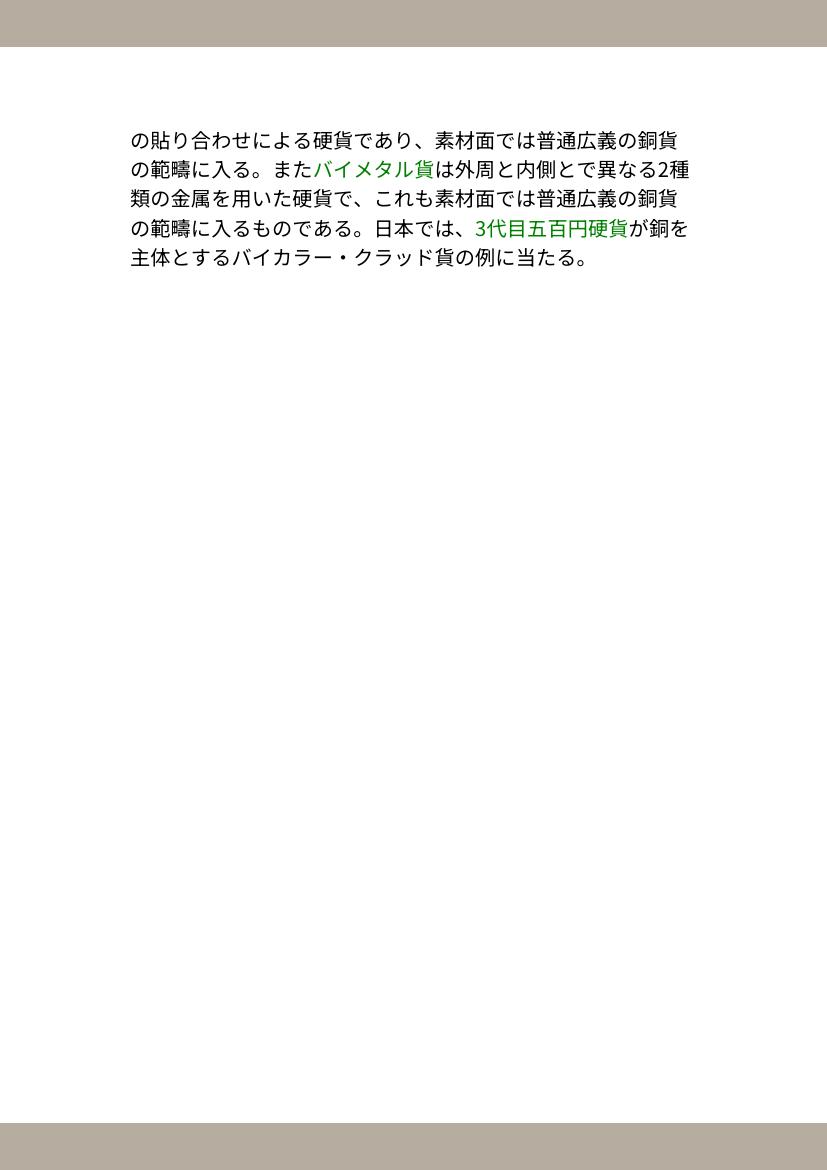 の貼り合わせによる硬貨であり、素材面では普通広義の銅貨
の範疇に入る。またバイメタル貨は外周と内側とで異なる2種
類の金属を用いた硬貨で、これも素材面では普通広義の銅貨
の範疇に入るものである。日本では、3代目五百円硬貨が銅を
主体とするバイカラー・クラッド貨の例に当たる。